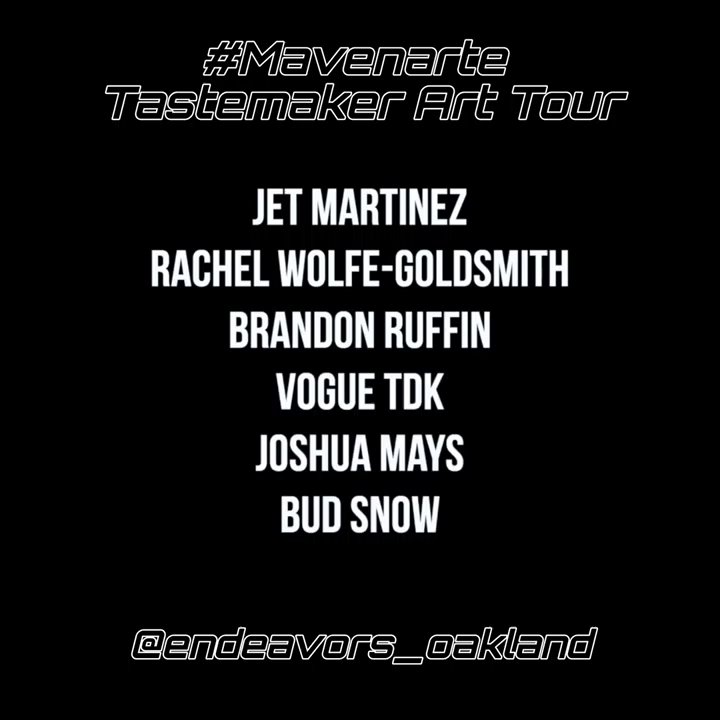 #Mavenarte
Tastemaker Art Tour
JET MARTINEZ
RACHEL WOLFE-GOLDSMITH
BRANDON RUFFIN
VOGUE TDK
JOSHUA MAYS
BUD SNOW
@endeavors_oakland